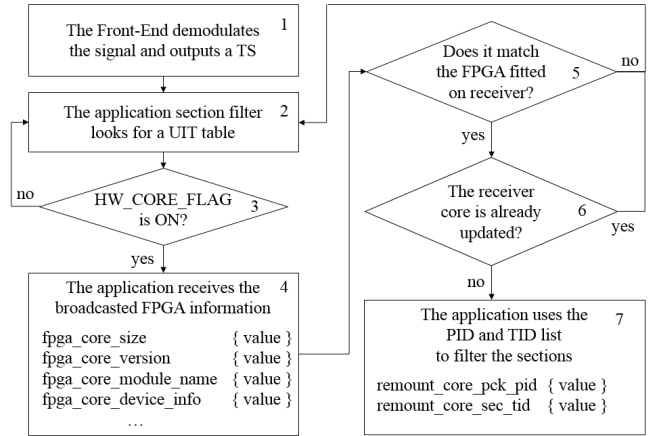 The Front-End demodulates 1
the signal and outputs a TS
The application section filter 2
looks for a UIT table
no
HW_CORE_FLAG
is ON?
3
yes
The application receives the 4
broadcasted FPGA information
fpga_core_size { value }
fpga_core_version { value }
fpga_core_module_name { value }
fpga_core_device_info { value }
...
Does it match
the FPGA fitted 5
on receiver?
no
yes
The receiver
core is already 6
updated?
yes
no
The application uses the 7
PID and TID list
to filter the sections
remount_core_pck_pid { value }
remount_core_sec_tid { value }